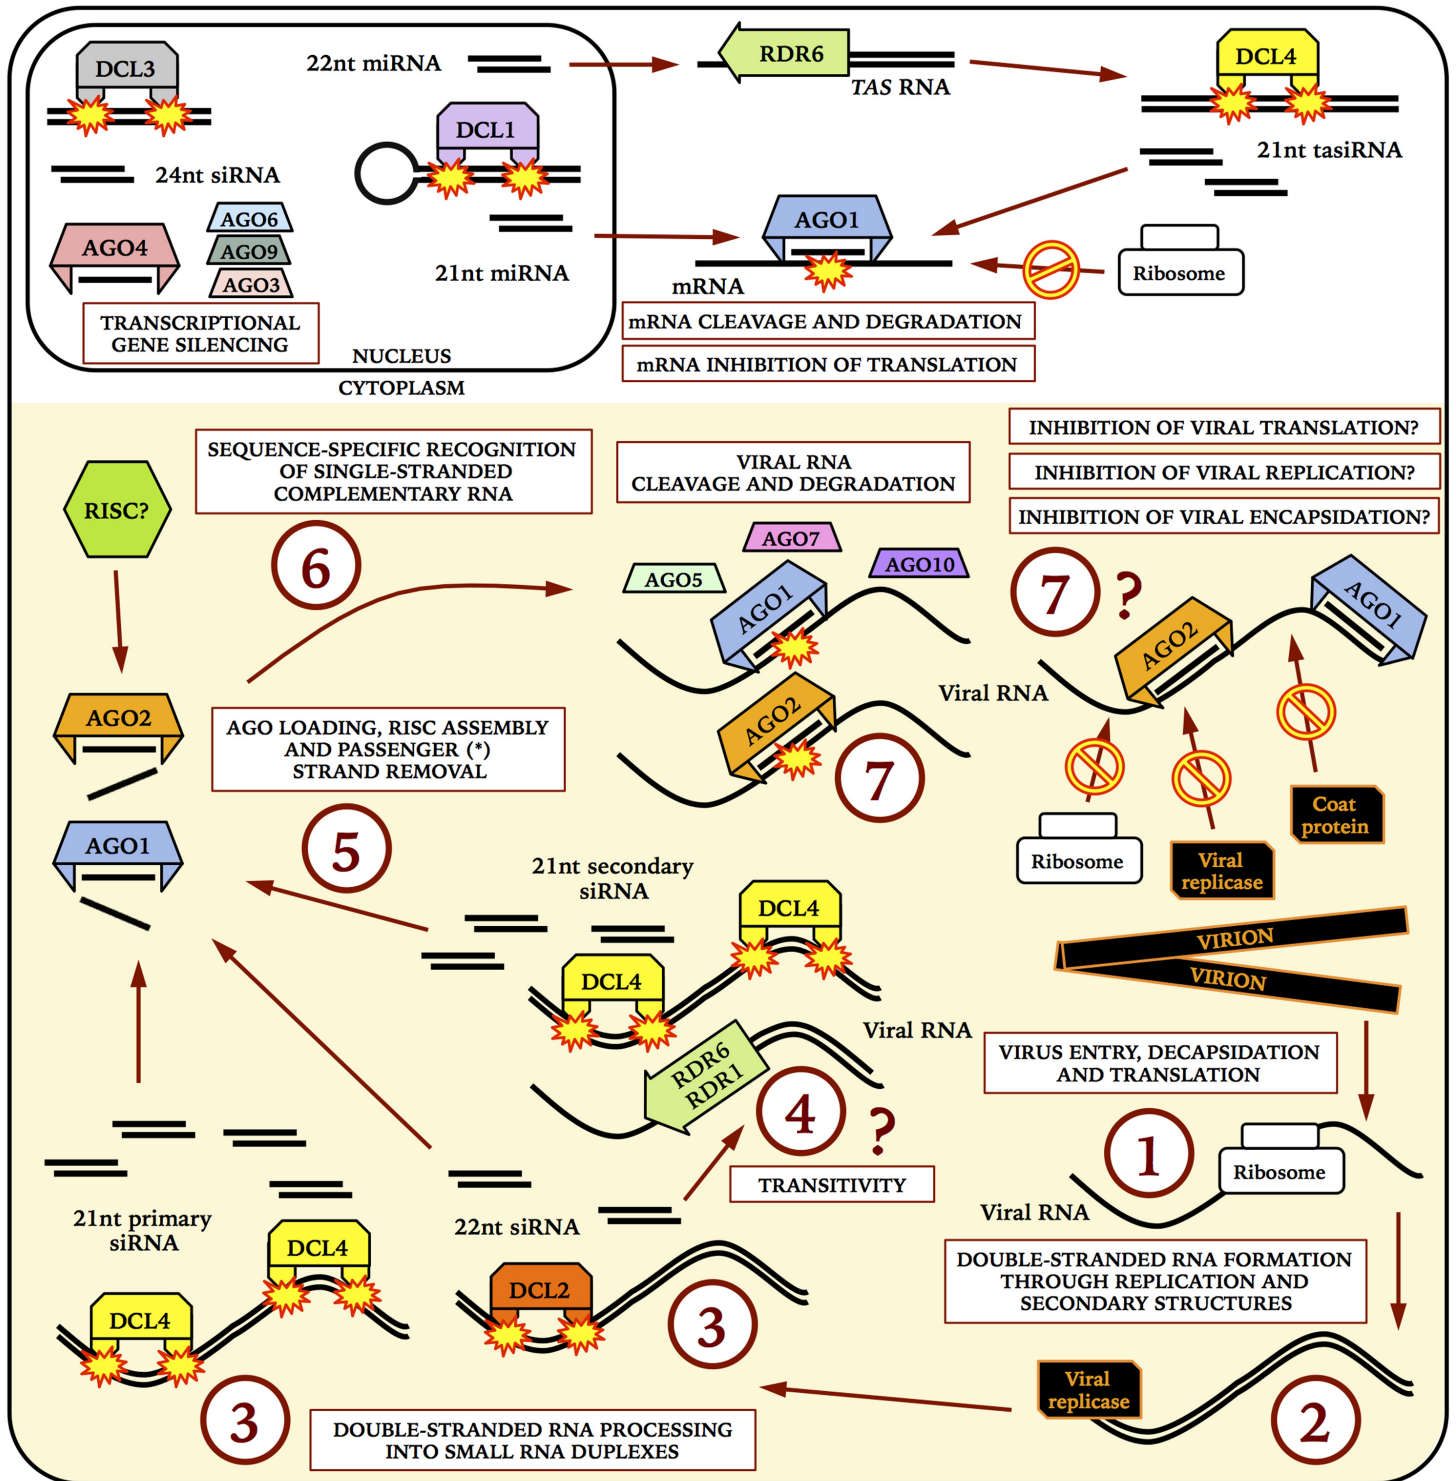 DCL3
24nt siRNA
AGO4
AGO6
AGO9
AGO3
TRANSCRIPTIONAL
GENE SILENCING
22nt miRNA
DCL1
21nt miRNA
NUCLEUS
CYTOPLASM
RDR6
TAS RNA
DCL4
21nt tasiRNA
AGO1
mRNA
Ribosome
mRNA CLEAVAGE AND DEGRADATION
mRNA INHIBITION OF TRANSLATION
RISC?
SEQUENCE-SPECIFIC RECOGNITION
OF SINGLE-STRANDED
COMPLEMENTARY RNA
6
VIRAL RNA
CLEAVAGE AND DEGRADATION
AGO7
AGO5
AGO10
AGO1
AGO2
7
INHIBITION OF VIRAL TRANSLATION?
INHIBITION OF VIRAL REPLICATION?
INHIBITION OF VIRAL ENCAPSIDATION?
7
?
AGO2
AGO1
Viral RNA
Ribosome
Viral
replicase
Coat
protein
AGO2
AGO LOADING, RISC ASSEMBLY
AND PASSENGER (*)
STRAND REMOVAL
5
AGO1
21nt secondary
siRNA
DCL4
DCL4
Viral RNA
RDR6
RDR1
4
?
TRANSITIVITY
VIRION
VIRION
VIRUS ENTRY, DECAPSIDATION
AND TRANSLATION
1
Ribosome
Viral RNA
DOUBLE-STRANDED RNA FORMATION
THROUGH REPLICATION AND
SECONDARY STRUCTURES
Viral
replicase
2
21nt primary
siRNA
DCL4
DCL4
3
22nt siRNA
DCL2
3
DOUBLE-STRANDED RNA PROCESSING
INTO SMALL RNA DUPLEXES